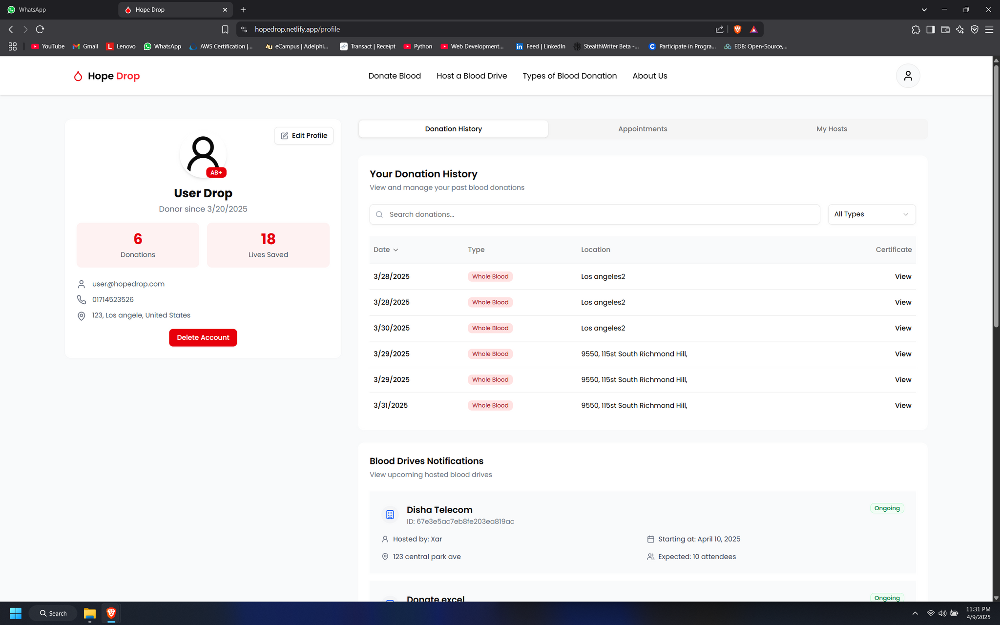 WhatsApp
Hope Drop
hopedrop.netlify.app/profile
YouTube
Gmail
Lenovo
WhatsApp
AWS Certification |...
eCampus | Adelphi...
Transact | Receipt
Python
Web Development...
Feed | LinkedIn
StealthWriter Beta -...
Participate in Progra...
EDB: Open-Source,...
Hope Drop
Donate Blood
Host a Blood Drive
Types of Blood Donation
About Us
Edit Profile
AB+
User Drop
Donor since 3/20/2025
6
Donations
18
Lives Saved
user@hopedrop.com
01714523526
123, Los angele, United States
Delete Account
Donation History
Appointments
My Hosts
Your Donation History
View and manage your past blood donations
Search donations...
All Types
Date Type Location Certificate
3/28/2025 Whole Blood Los angeles2 View
3/28/2025 Whole Blood Los angeles2 View
3/30/2025 Whole Blood Los angeles2 View
3/29/2025 Whole Blood 9550, 115st South Richmond Hill, View
3/29/2025 Whole Blood 9550, 115st South Richmond Hill, View
3/31/2025 Whole Blood 9550, 115st South Richmond Hill, View
Blood Drives Notifications
View upcoming hosted blood drives
Disha Telecom
Ongoing
ID: 67e3e5ac7eb8fe203ea819ac
Hosted by: Xar
Starting at: April 10, 2025
123 central park ave
Expected: 10 attendees
Donate excel
Ongoing
Search
11:31 PM
4/9/2025